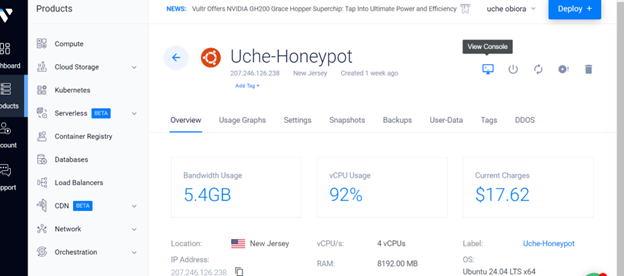 Products
NEWS: Vultr Offers NVIDIA GH200 Grace Hopper Superchip: Tap Into Ultimate Power and Efficiency
uche obiora
Deploy +
View Console
Compute
Cloud Storage
Kubernetes
Serverless BETA
Container Registry
Databases
Load Balancers
CDN BETA
Network
Orchestration
Uche-Honeypot
207.246.126.238 New Jersey Created 1 week ago
Add Tag +
Overview Usage Graphs Settings Snapshots Backups User-Data Tags DDOS
Bandwidth Usage
5.4GB
vCPU Usage
92%
Current Charges
$17.62
Location: New Jersey
IP Address:
207.246.126.238
vCPU/s: 4 vCPUs
RAM: 8192.00 MB
Label: Uche-Honeypot
OS:
Ubuntu 24.04 LTS x64